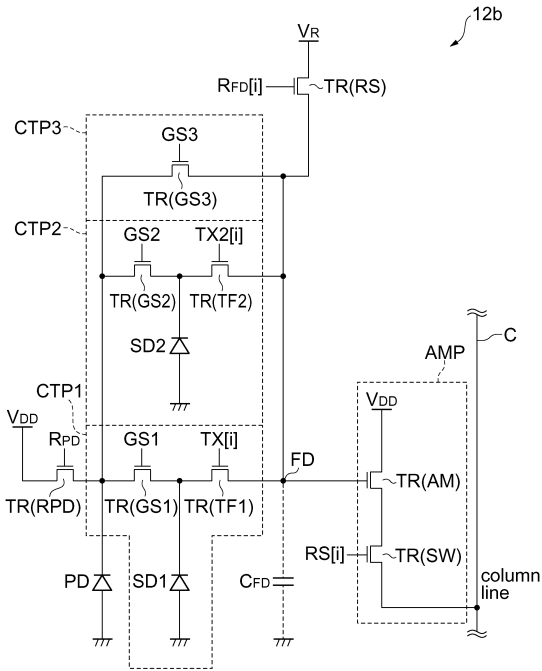 12b
VR
RFD[i]
TR(RS)
CTP3
GS3
TR(GS3)
CTP2
GS2
TX2[i]
TR(GS2)
TR(TF2)
SD2
C
AMP
CTP1
VDD
VDD
RPD
GS1
TX[i]
FD
TR(RPD)
TR(GS1)
TR(TF1)
TR(AM)
RS[i]
TR(SW)
PD
SD1
CFD
column
line